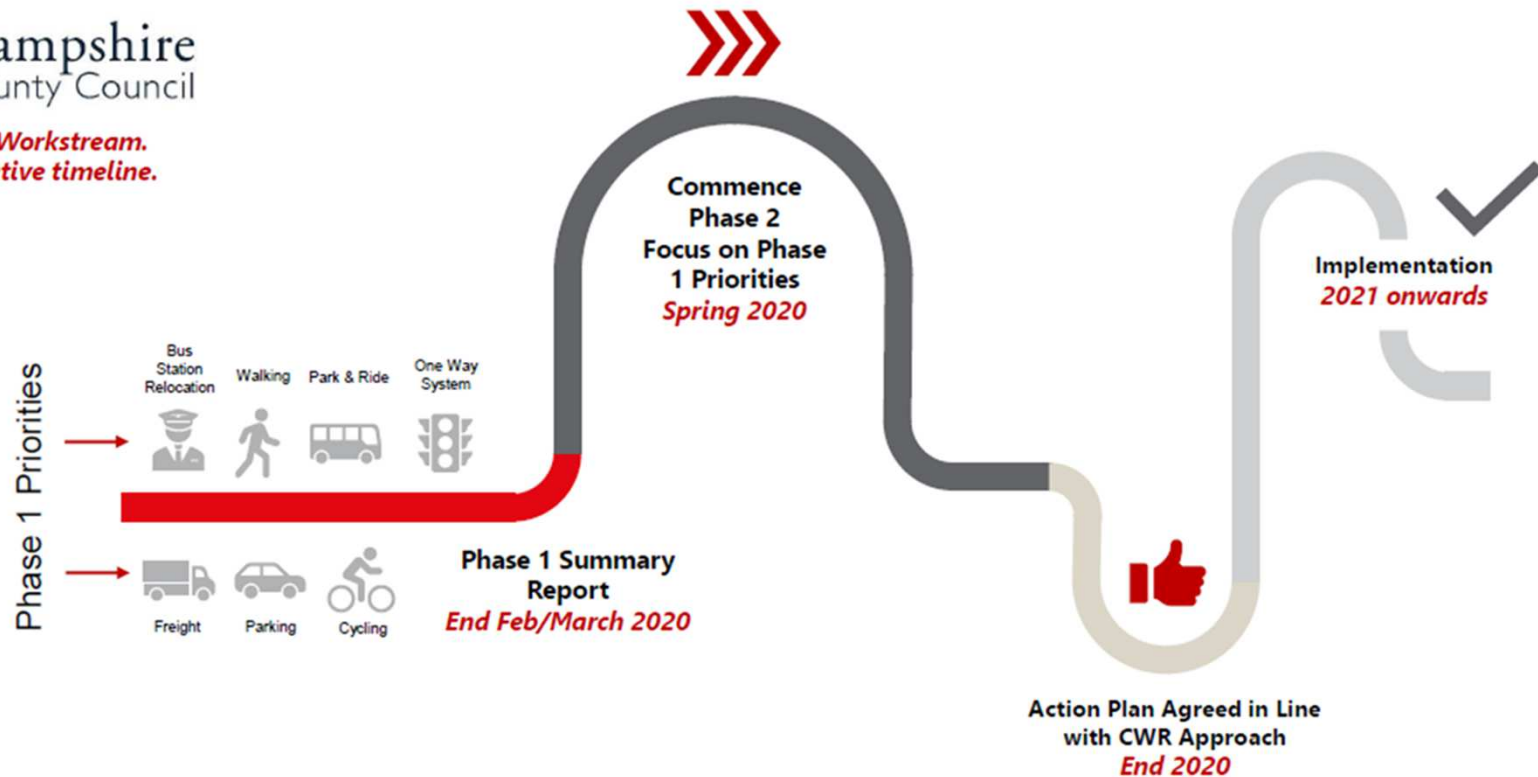 ampshire
unty Council
Workstream.
tive timeline.
Commence
Phase 2
Focus on Phase
1 Priorities
Spring 2020
Implementation
2021 onwards
Phase 1 Priorities
Bus
Station
Relocation
Walking
Park & Ride
One Way
System
Freight
Parking
Cycling
Phase 1 Summary
Report
End Feb/March 2020
Action Plan Agreed in Line
with CWR Approach
End 2020